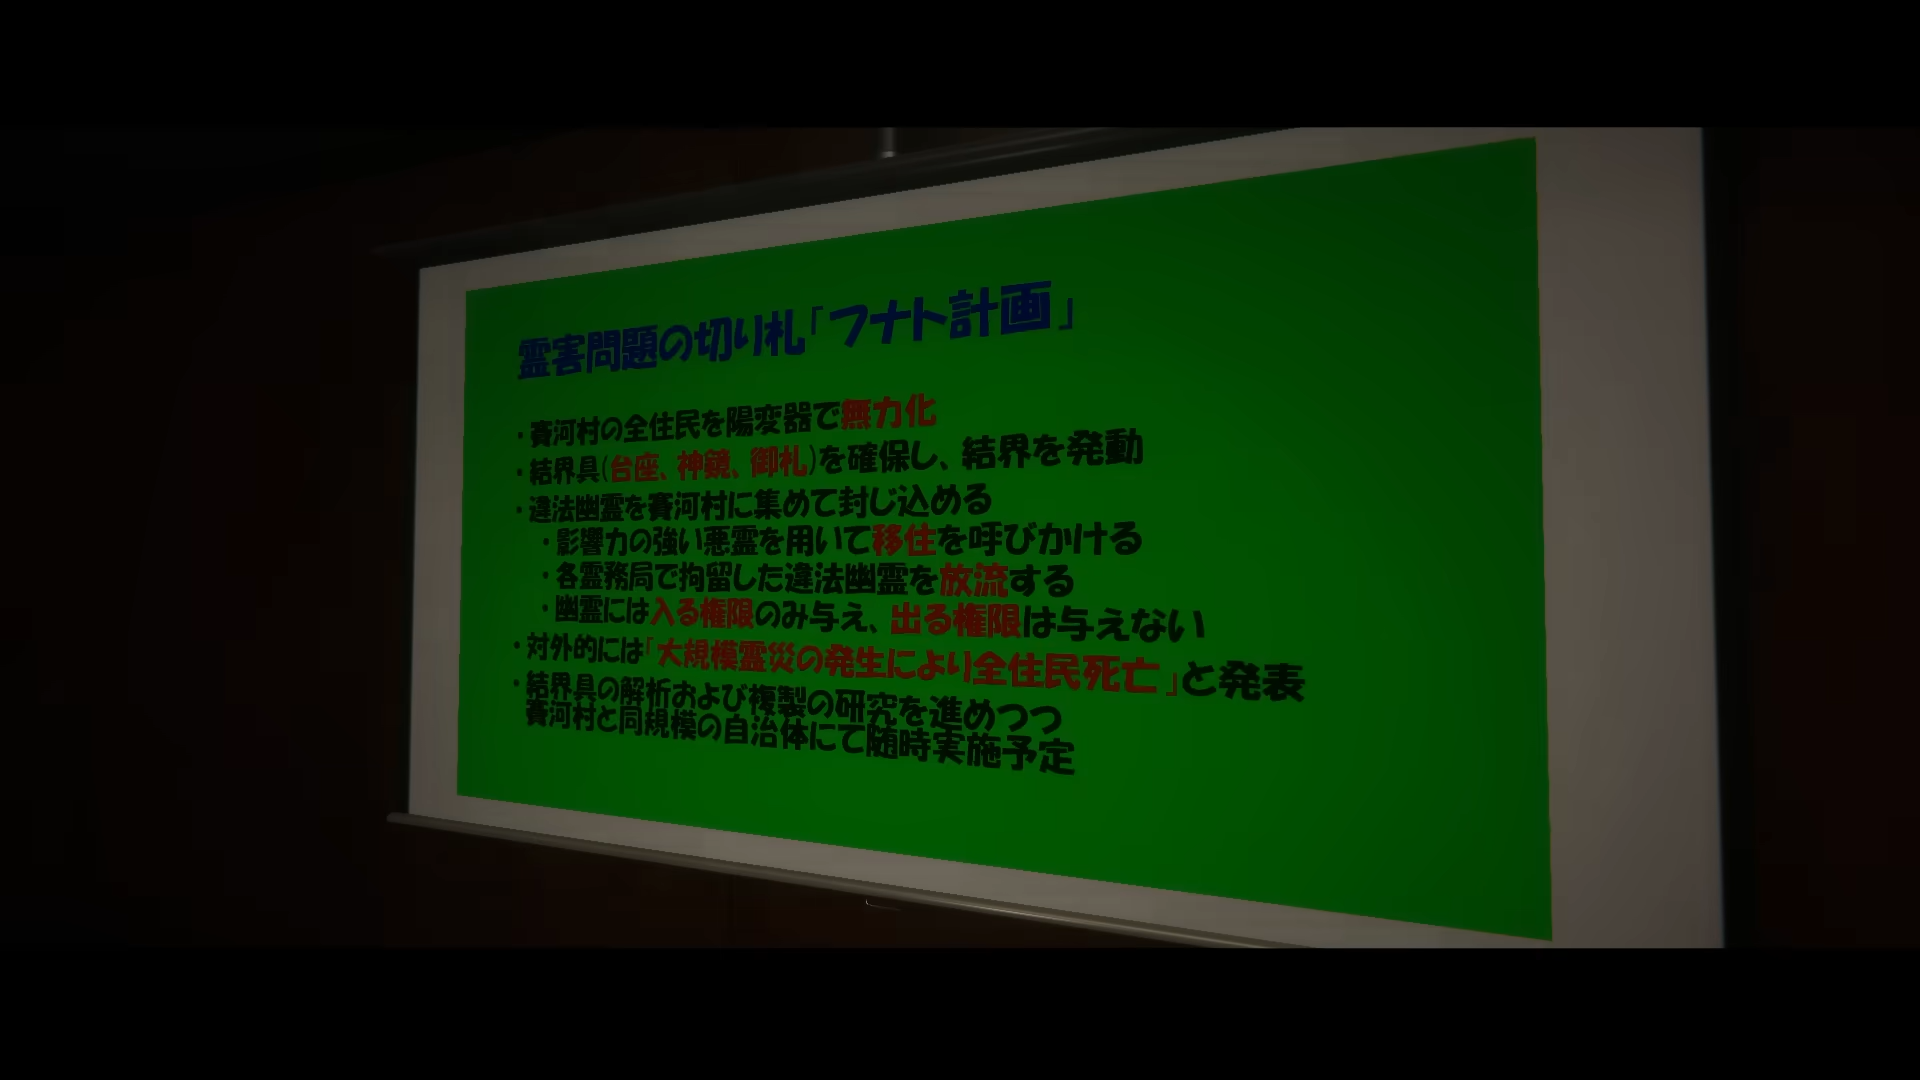 霊害問題の切り札「フナト計画」
・賽河村の全住民を陽変器で無力化
・結界具(台座、神鏡、御札)を確保し、結界を発動
・違法幽霊を賽河村に集めて封じ込める
・影響力の強い悪霊を用いて移住を呼びかける
・各霊務局で拘留した違法幽霊を放流する
・幽霊には入る権限のみ与え、出る権限は与えない
・対外的には「大規模霊災の発生により全住民死亡」と発表
・結界具の解析および複製の研究を進めつつ
賽河村と同規模の自治体にて随時実施予定